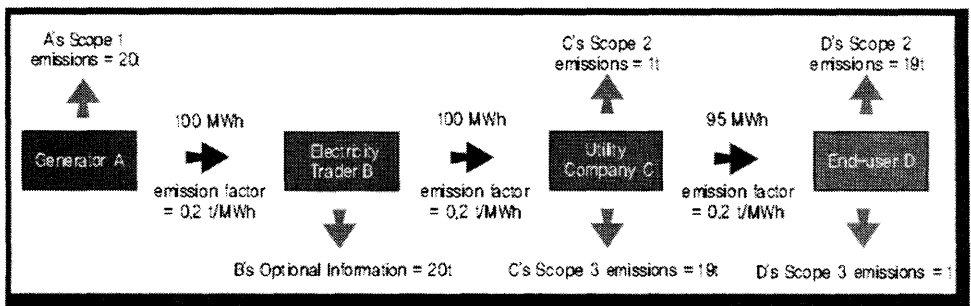 A's Scope 1
emissions = 20t
C's Scope 2
emissions = 1t
D's Scope 2
emissions = 19t
100 MWh
100 MWh
95 MWh
Generator A
Electricity
Trader B
Utility
Company C
End-user D
emission factor
= 0,2 t/MWh
emission factor
= 0,2 t/MWh
emission factor
= 0,2 t/MWh
B's Optional Information = 20t
C's Scope 3 emissions = 19t
D's Scope 3 emissions = 1